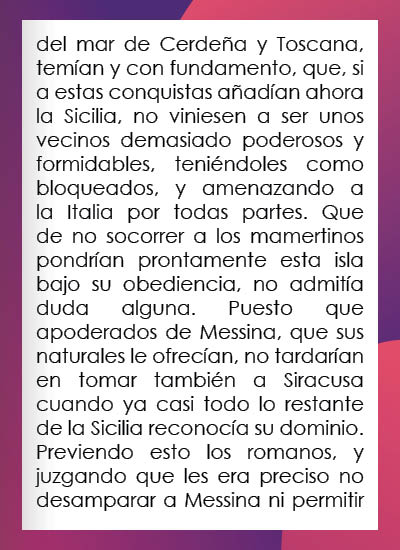 del mar de Cerdeña y Toscana,
temían y con fundamento, que, si
a estas conquistas añadían ahora
la Sicilia, no viniesen a ser unos
vecinos demasiado poderosos y
formidables, teniéndoles como
bloqueados, y amenazando a
la Italia por todas partes. Que
de no socorrer a los mamertinos
pondrían prontamente esta isla
bajo su obediencia, no admitía
duda alguna. Puesto que
apoderados de Messina, que sus
naturales le ofrecían, no tardarían
en tomar también a Siracusa
cuando ya casi todo lo restante
de la Sicilia reconocía su dominio.
Previendo esto los romanos, y
juzgando que les era preciso no
desamparar a Messina ni permitir